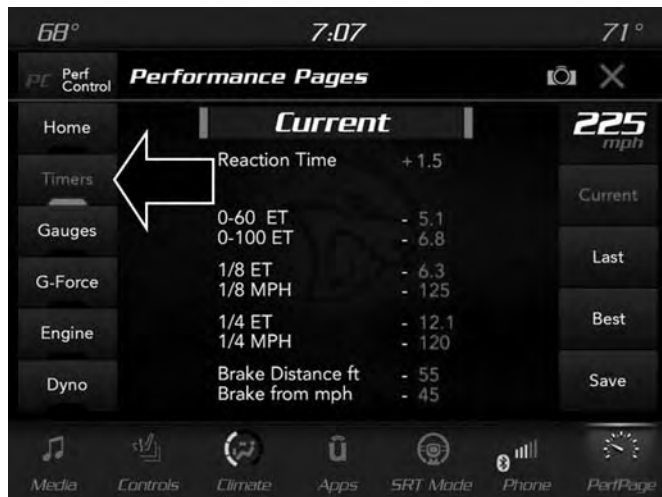 68° 7:07 71°
PC Perf Control Performance Pages
Home
Timers
Gauges
G-Force
Engine
Dyno
Current
Reaction Time +1.5
0-60 ET - 5.1
0-100 ET - 6.8
1/8 ET - 6.3
1/8 MPH - 125
1/4 ET - 12.1
1/4 MPH - 120
Brake Distance ft - 55
Brake from mph - 45
225
mph
Current
Last
Best
Save
Media Controls Climate Apps SRT Mode Phone PerfPage